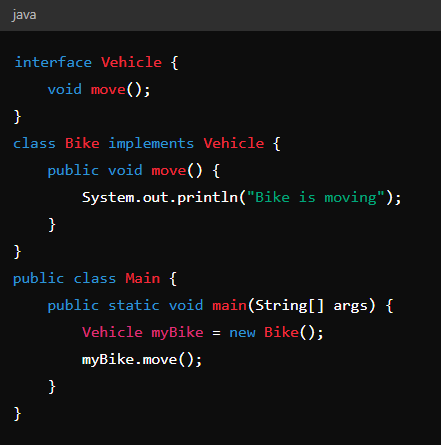 java
interface Vehicle {
    void move();
}
class Bike implements Vehicle {
    public void move() {
        System.out.println("Bike is moving");
    }
}
public class Main {
    public static void main(String[] args) {
        Vehicle myBike = new Bike();
        myBike.move();
    }
}